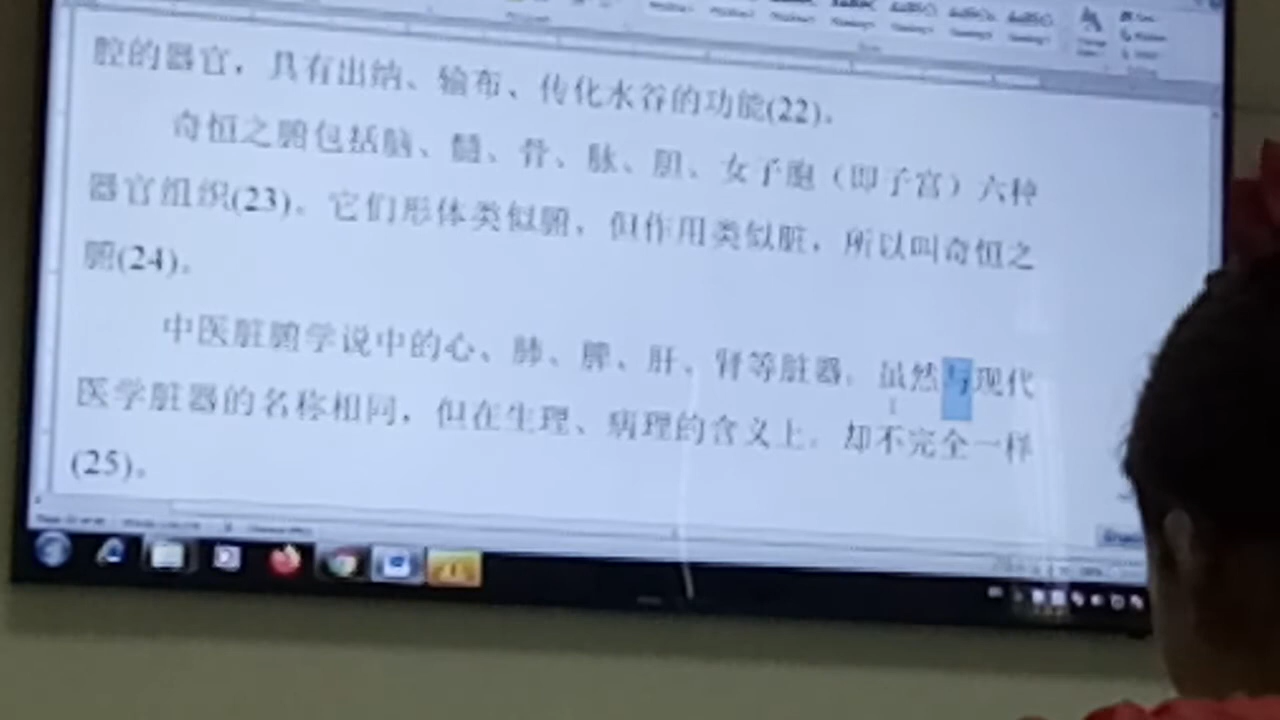 腔的器官，具有出纳、输布、传化水谷的功能(22)。
奇恒之腑包括脑、髓、骨、脉、胆、女子胞（即子宫）六种
器官组织(23)。它们形体类似腑，但作用类似脏，所以叫奇恒之
腑(24)。
中医脏腑学说中的心、肺、脾、肝、肾等脏器，虽然与现代
医学脏器的名称相同，但在生理、病理的含义上，却不完全一样
(25)。